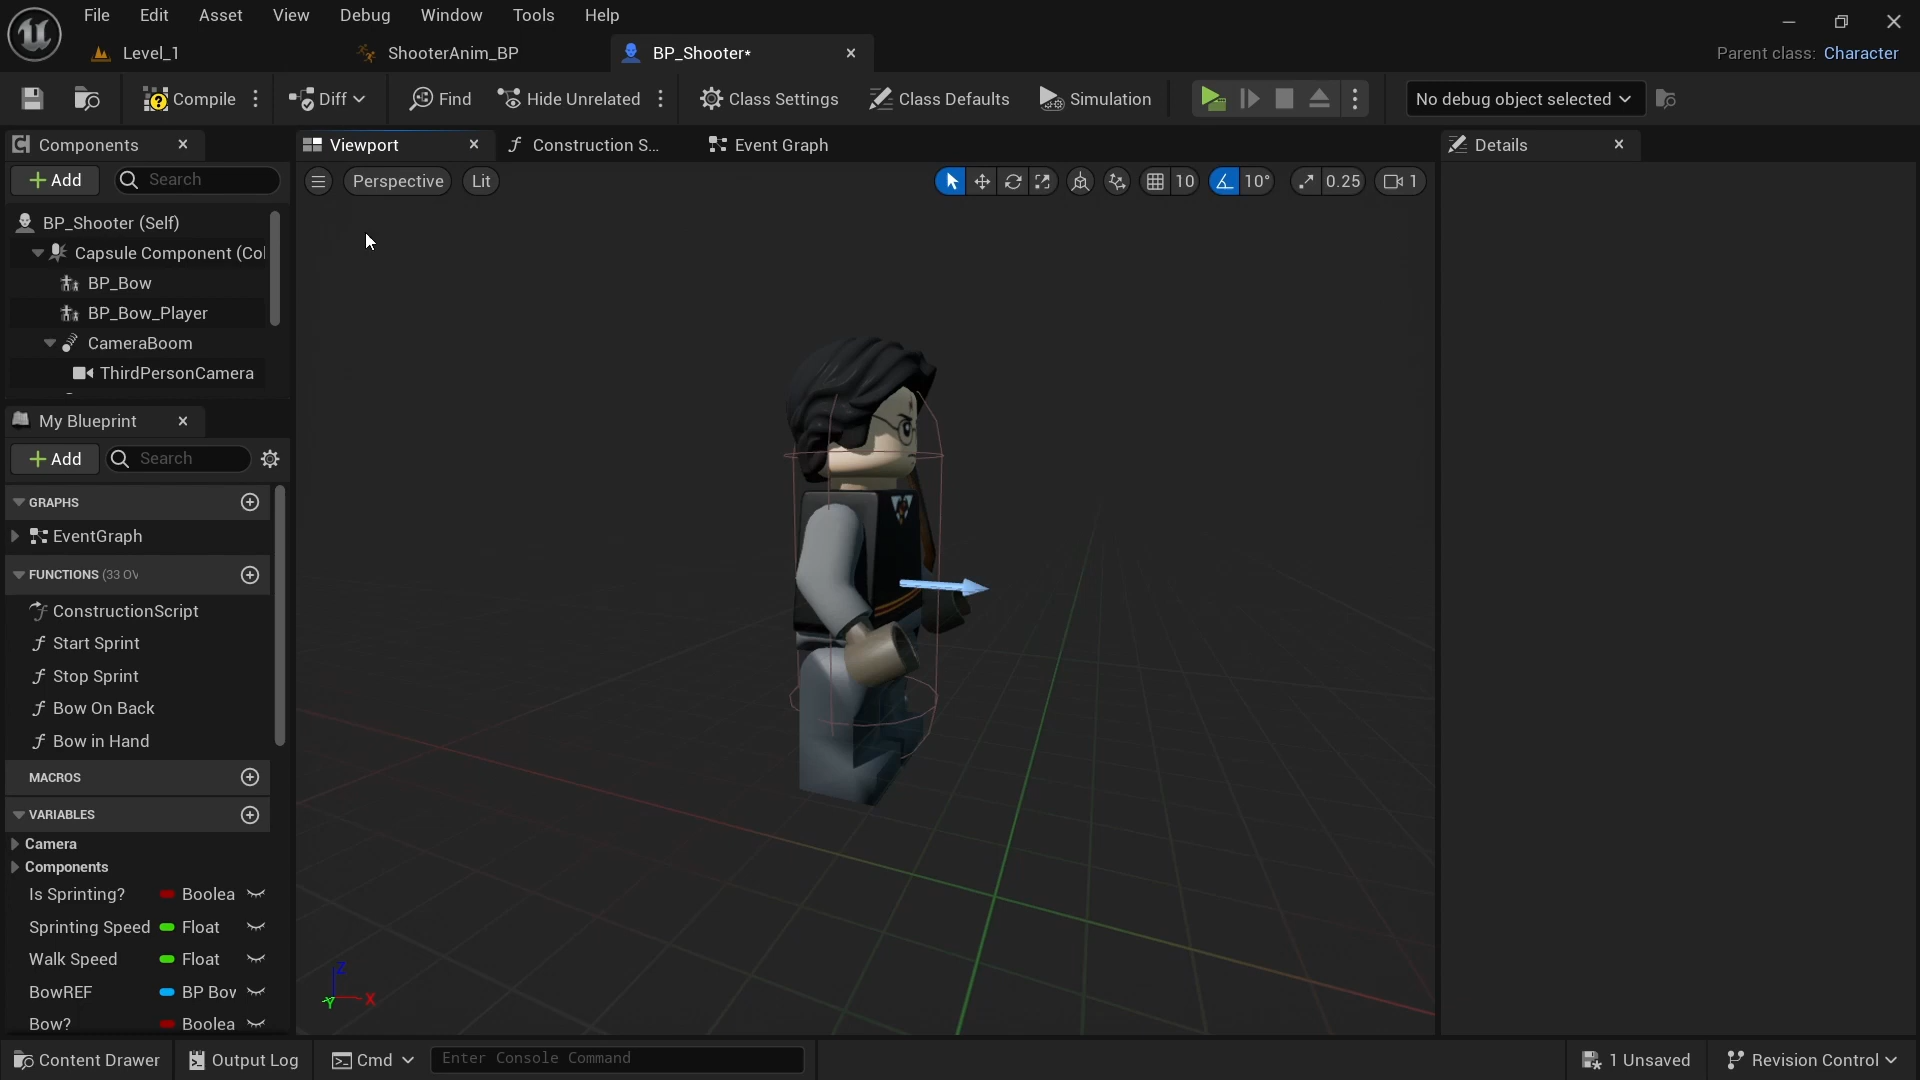 File Edit Asset View Debug Window Tools Help
Level_1 ShooterAnim_BP BP_Shooter* Parent class: Character
Compile Diff Find Hide Unrelated Class Settings Class Defaults Simulation No debug object selected
Components Viewport Construction S... Event Graph Details
Add Search Perspective Lit 10 10° 0.25 1
BP_Shooter (Self)
Capsule Component (Col
BP_Bow
BP_Bow_Player
CameraBoom
ThirdPersonCamera
My Blueprint
Add Search
GRAPHS
EventGraph
FUNCTIONS (33 OV
ConstructionScript
Start Sprint
Stop Sprint
Bow On Back
Bow in Hand
MACROS
VARIABLES
Camera
Components
Is Sprinting? Boolea
Sprinting Speed Float
Walk Speed Float
BowREF BP Bov
Bow? Boolea
Z
Y X
Content Drawer Output Log Cmd Enter Console Command 1 Unsaved Revision Control